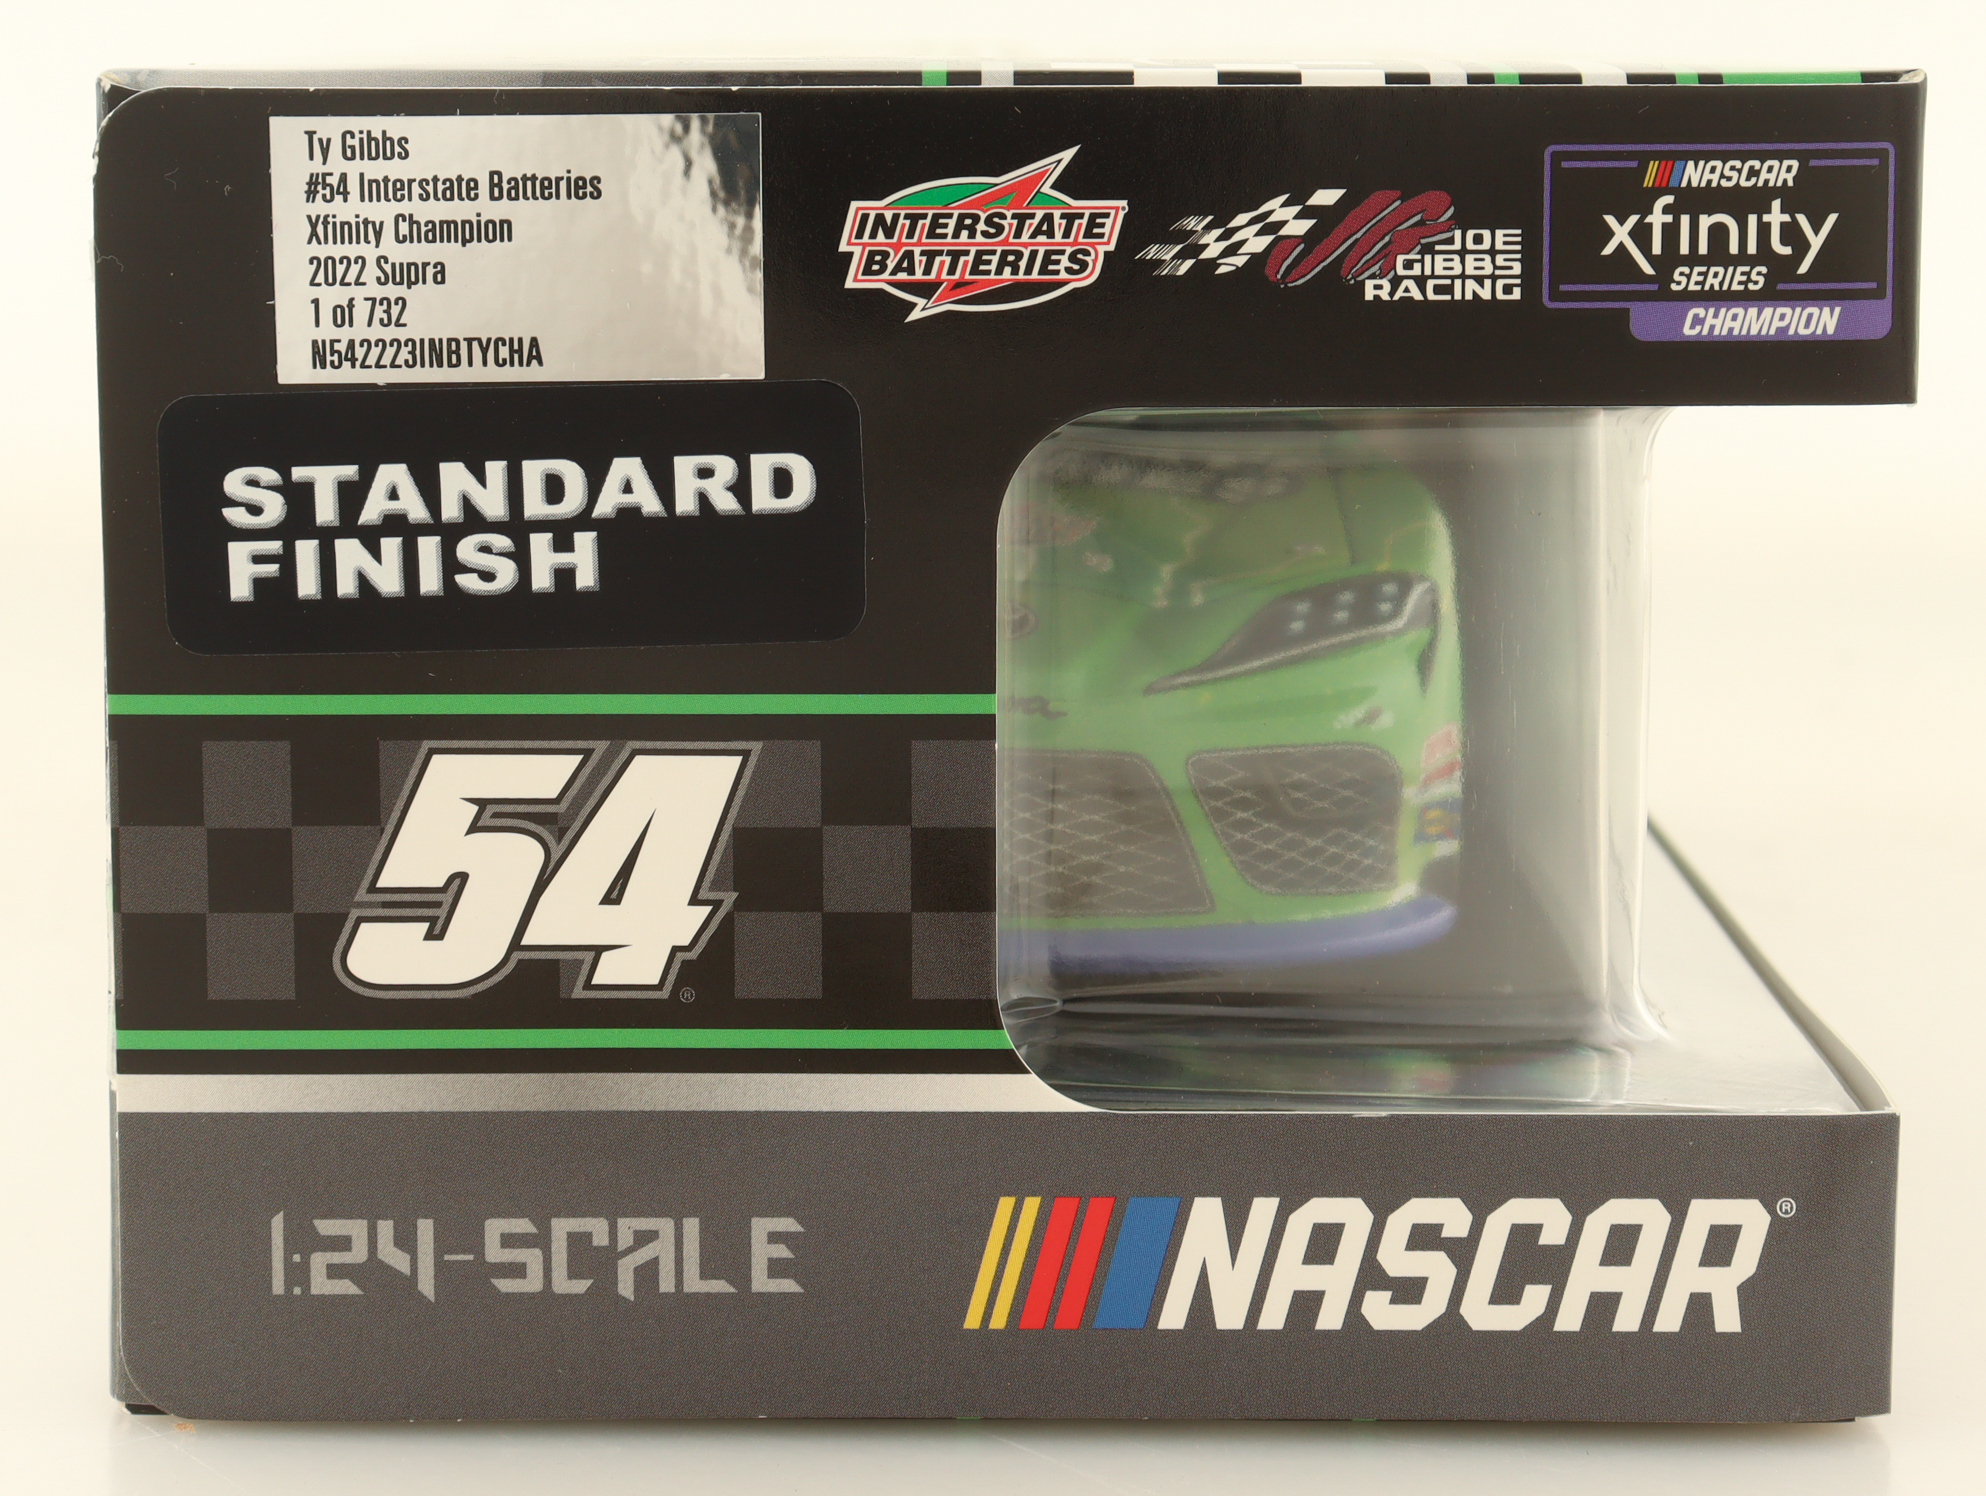 Ty Gibbs
#54 Interstate Batteries
Xfinity Champion
2022 Supra
1 of 732
N542223INBTYCHA
INTERSTATE
BATTERIES
JG JOE
GIBBS
RACING
NASCAR
xfinity
SERIES
CHAMPION
STANDARD
FINISH
54®
1:24-SCALE
NASCAR®